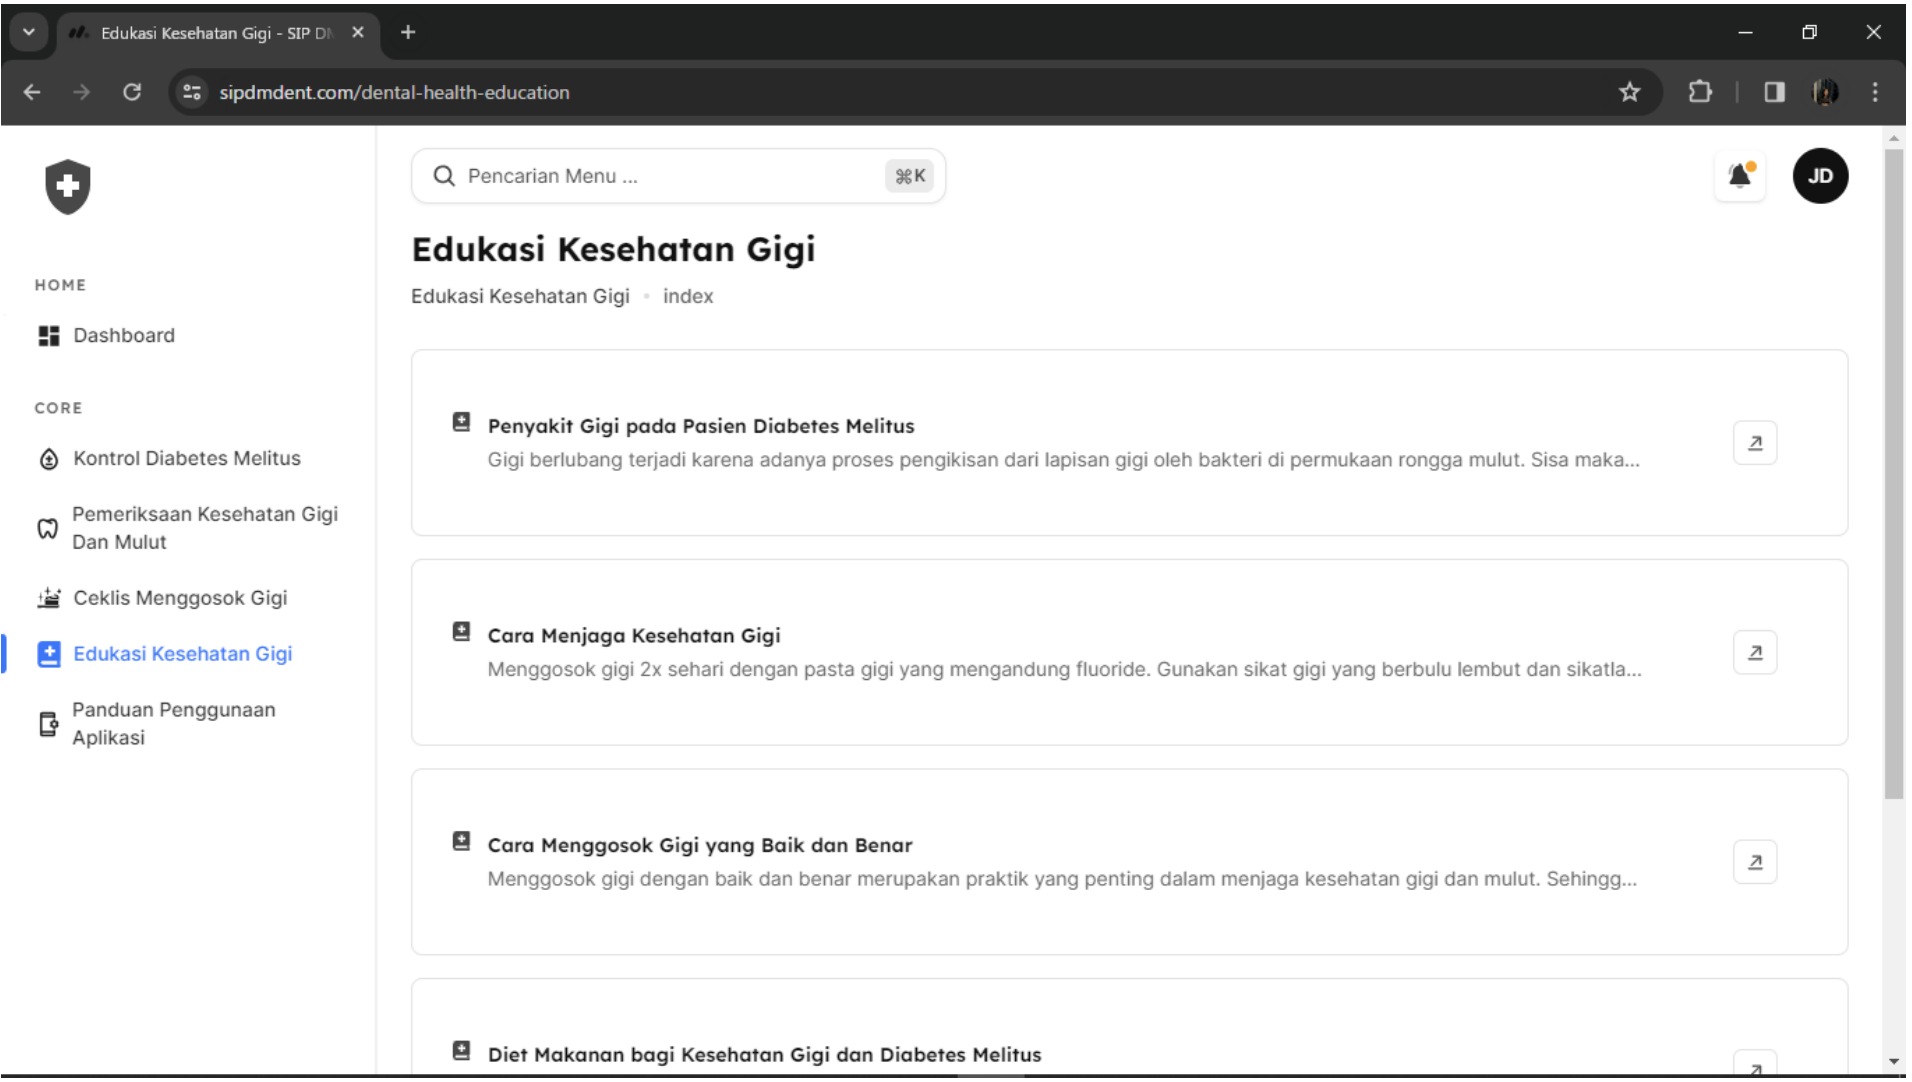 Edukasi Kesehatan Gigi - SIP DM
sipdmdent.com/dental-health-education
Pencarian Menu ...
⌘K
JD
Edukasi Kesehatan Gigi
Edukasi Kesehatan Gigi • index
HOME
Dashboard
CORE
Kontrol Diabetes Melitus
Pemeriksaan Kesehatan Gigi
Dan Mulut
Ceklis Menggosok Gigi
Edukasi Kesehatan Gigi
Panduan Penggunaan
Aplikasi
Penyakit Gigi pada Pasien Diabetes Melitus
Gigi berlubang terjadi karena adanya proses pengikisan dari lapisan gigi oleh bakteri di permukaan rongga mulut. Sisa maka...
Cara Menjaga Kesehatan Gigi
Menggosok gigi 2x sehari dengan pasta gigi yang mengandung fluoride. Gunakan sikat gigi yang berbulu lembut dan sikatla...
Cara Menggosok Gigi yang Baik dan Benar
Menggosok gigi dengan baik dan benar merupakan praktik yang penting dalam menjaga kesehatan gigi dan mulut. Sehingg...
Diet Makanan bagi Kesehatan Gigi dan Diabetes Melitus